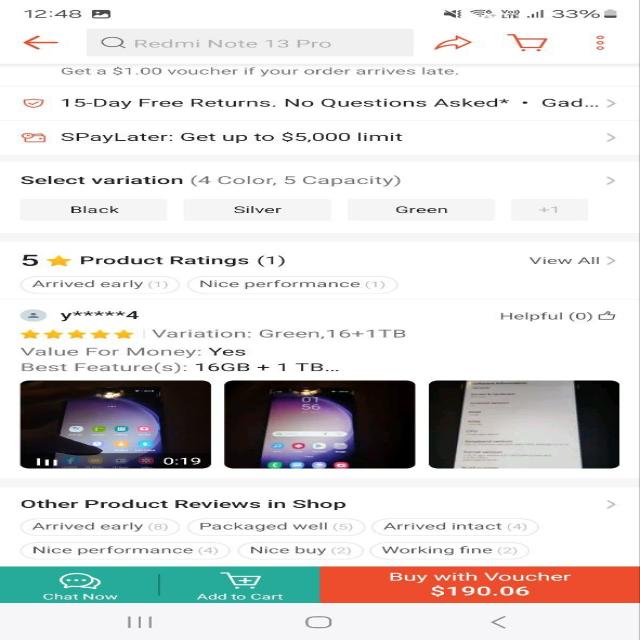 12:48 33%
Redmi Note 13 Pro
Get a $1.00 voucher if your order arrives late.
15-Day Free Returns. No Questions Asked* • Gad... >
SPayLater: Get up to $5,000 limit >
Select variation (4 Color, 5 Capacity) >
Black Silver Green +1
5 Product Ratings (1) View All >
Arrived early (1) Nice performance (1)
y*****4 Helpful (0)
Variation: Green,16+1TB
Value For Money: Yes
Best Feature(s): 16GB + 1 TB...
01
56
0:19
Other Product Reviews in Shop >
Arrived early (8) Packaged well (5) Arrived intact (4)
Nice performance (4) Nice buy (2) Working fine (2)
Buy with Voucher
Chat Now Add to Cart $190.06